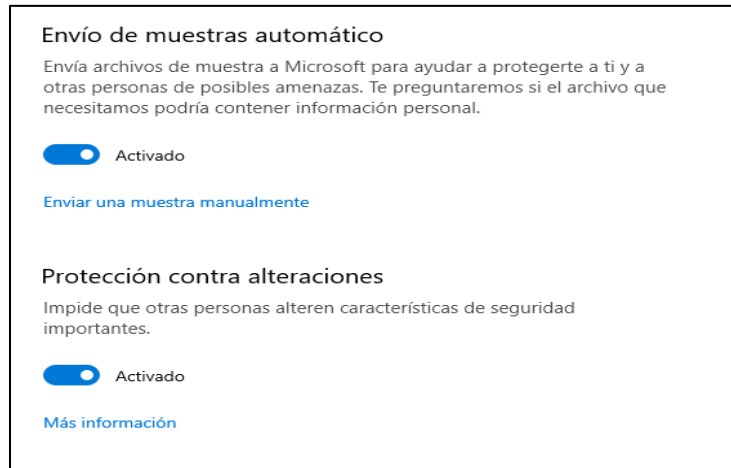 Envío de muestras automático
Envía archivos de muestra a Microsoft para ayudar a protegerte a ti y a
otras personas de posibles amenazas. Te preguntaremos si el archivo que
necesitamos podría contener información personal.
Activado
Enviar una muestra manualmente
Protección contra alteraciones
Impide que otras personas alteren características de seguridad
importantes.
Activado
Más información